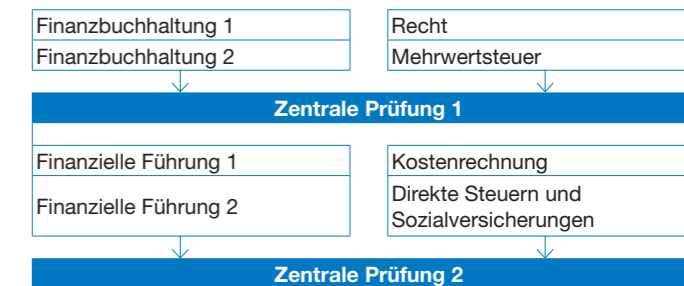 Finanzbuchhaltung 1
Finanzbuchhaltung 2
Recht
Mehrwertsteuer
Zentrale Prüfung 1
Finanzielle Führung 1
Finanzielle Führung 2
Kostenrechnung
Direkte Steuern und
Sozialversicherungen
Zentrale Prüfung 2